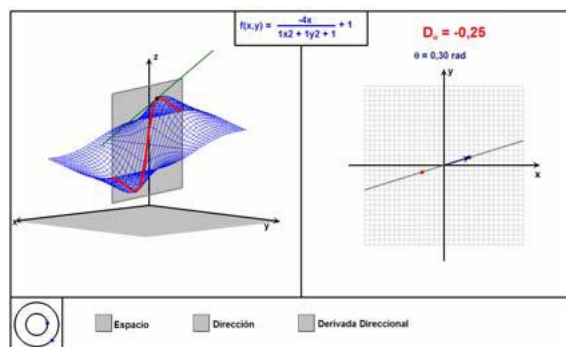 f(x,y) = -4x / 1x2 + 1y2 + 1 + 1
Du = -0,25
θ = 0,30 rad
z
y
x
y
x
Espacio
Dirección
Derivada Direccional